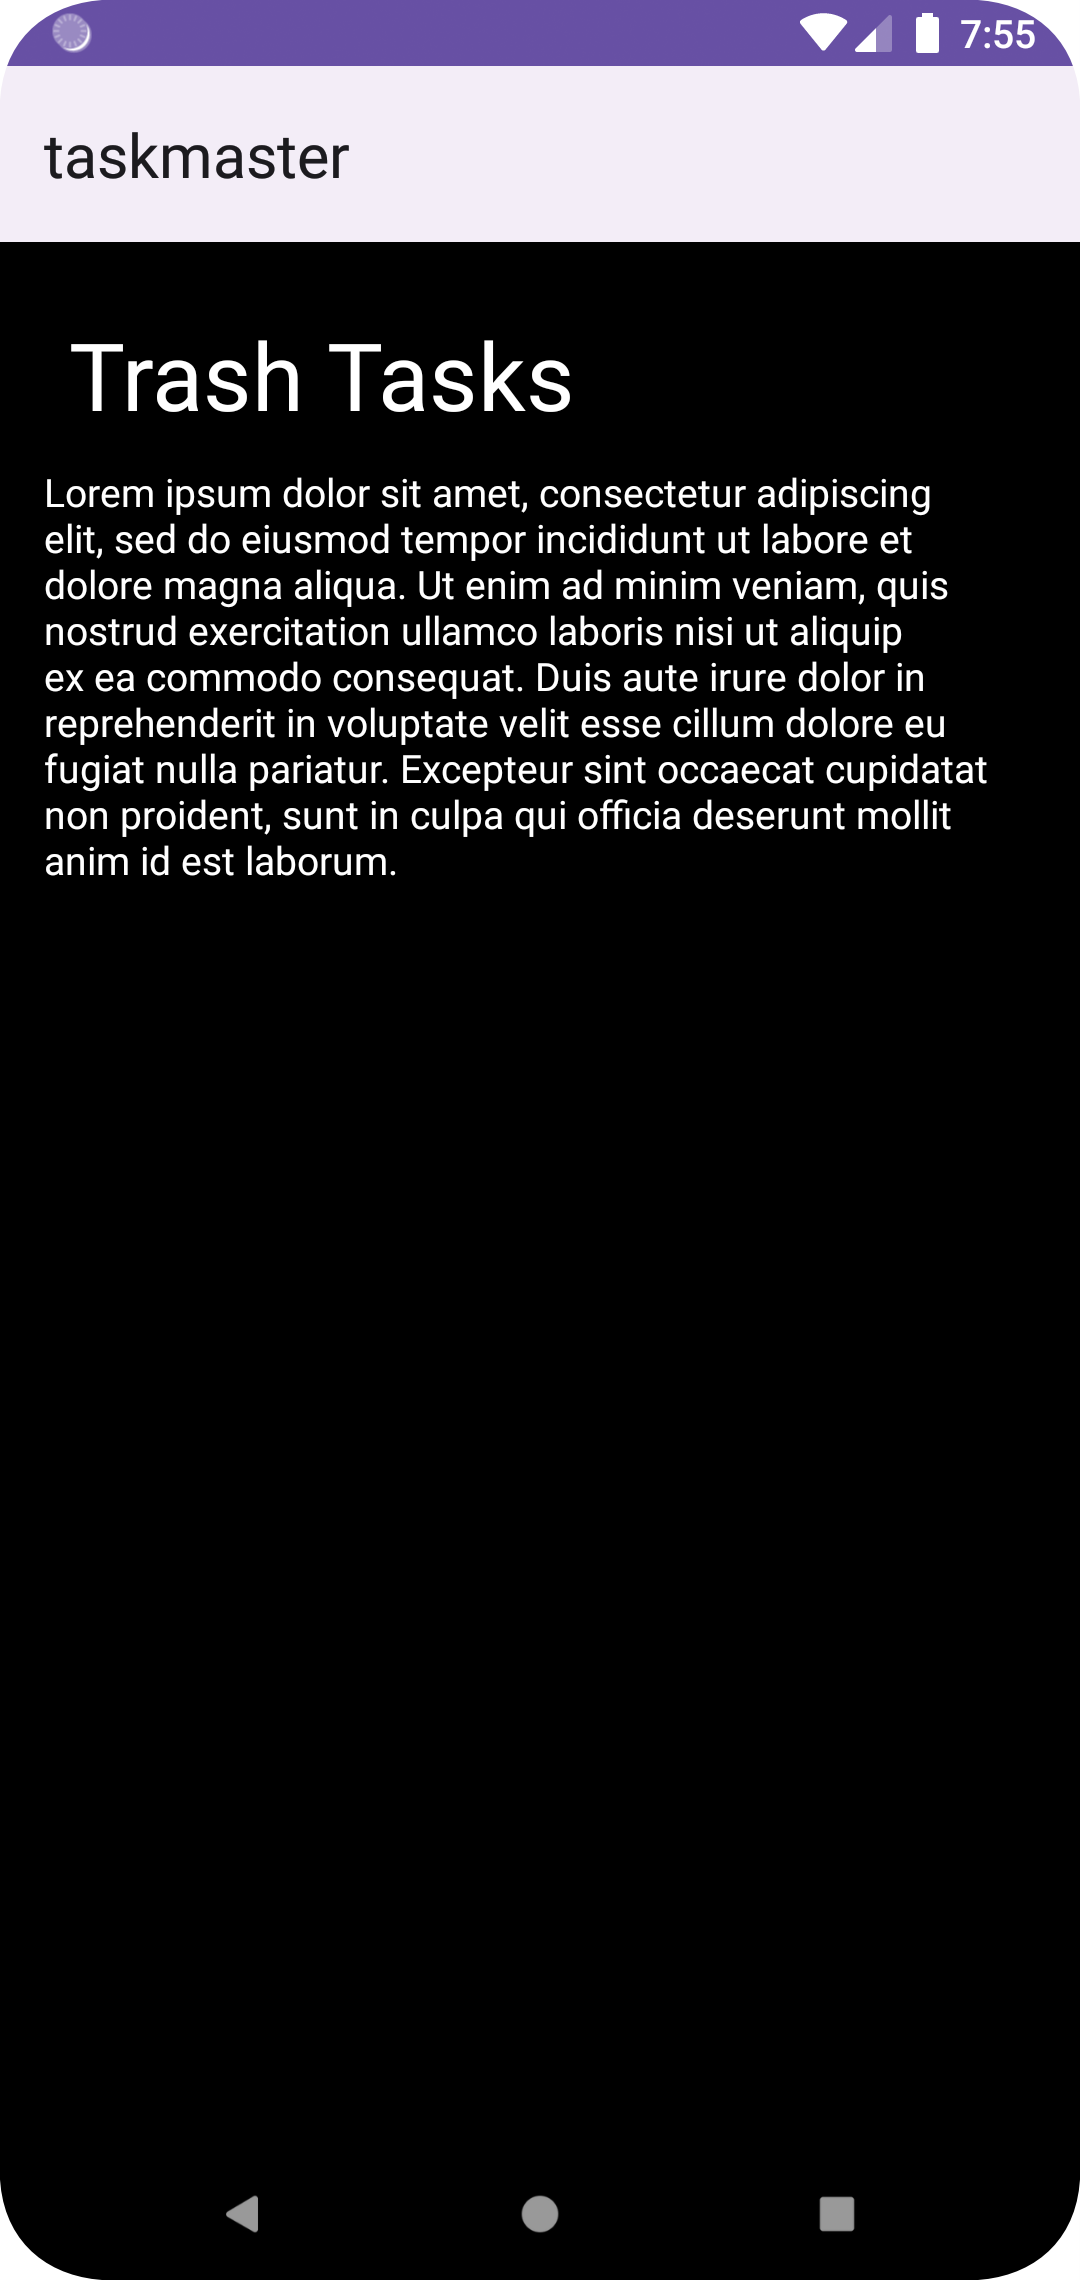 7:55
taskmaster
Trash Tasks
Lorem ipsum dolor sit amet, consectetur adipiscing
elit, sed do eiusmod tempor incididunt ut labore et
dolore magna aliqua. Ut enim ad minim veniam, quis
nostrud exercitation ullamco laboris nisi ut aliquip
ex ea commodo consequat. Duis aute irure dolor in
reprehenderit in voluptate velit esse cillum dolore eu
fugiat nulla pariatur. Excepteur sint occaecat cupidatat
non proident, sunt in culpa qui officia deserunt mollit
anim id est laborum.